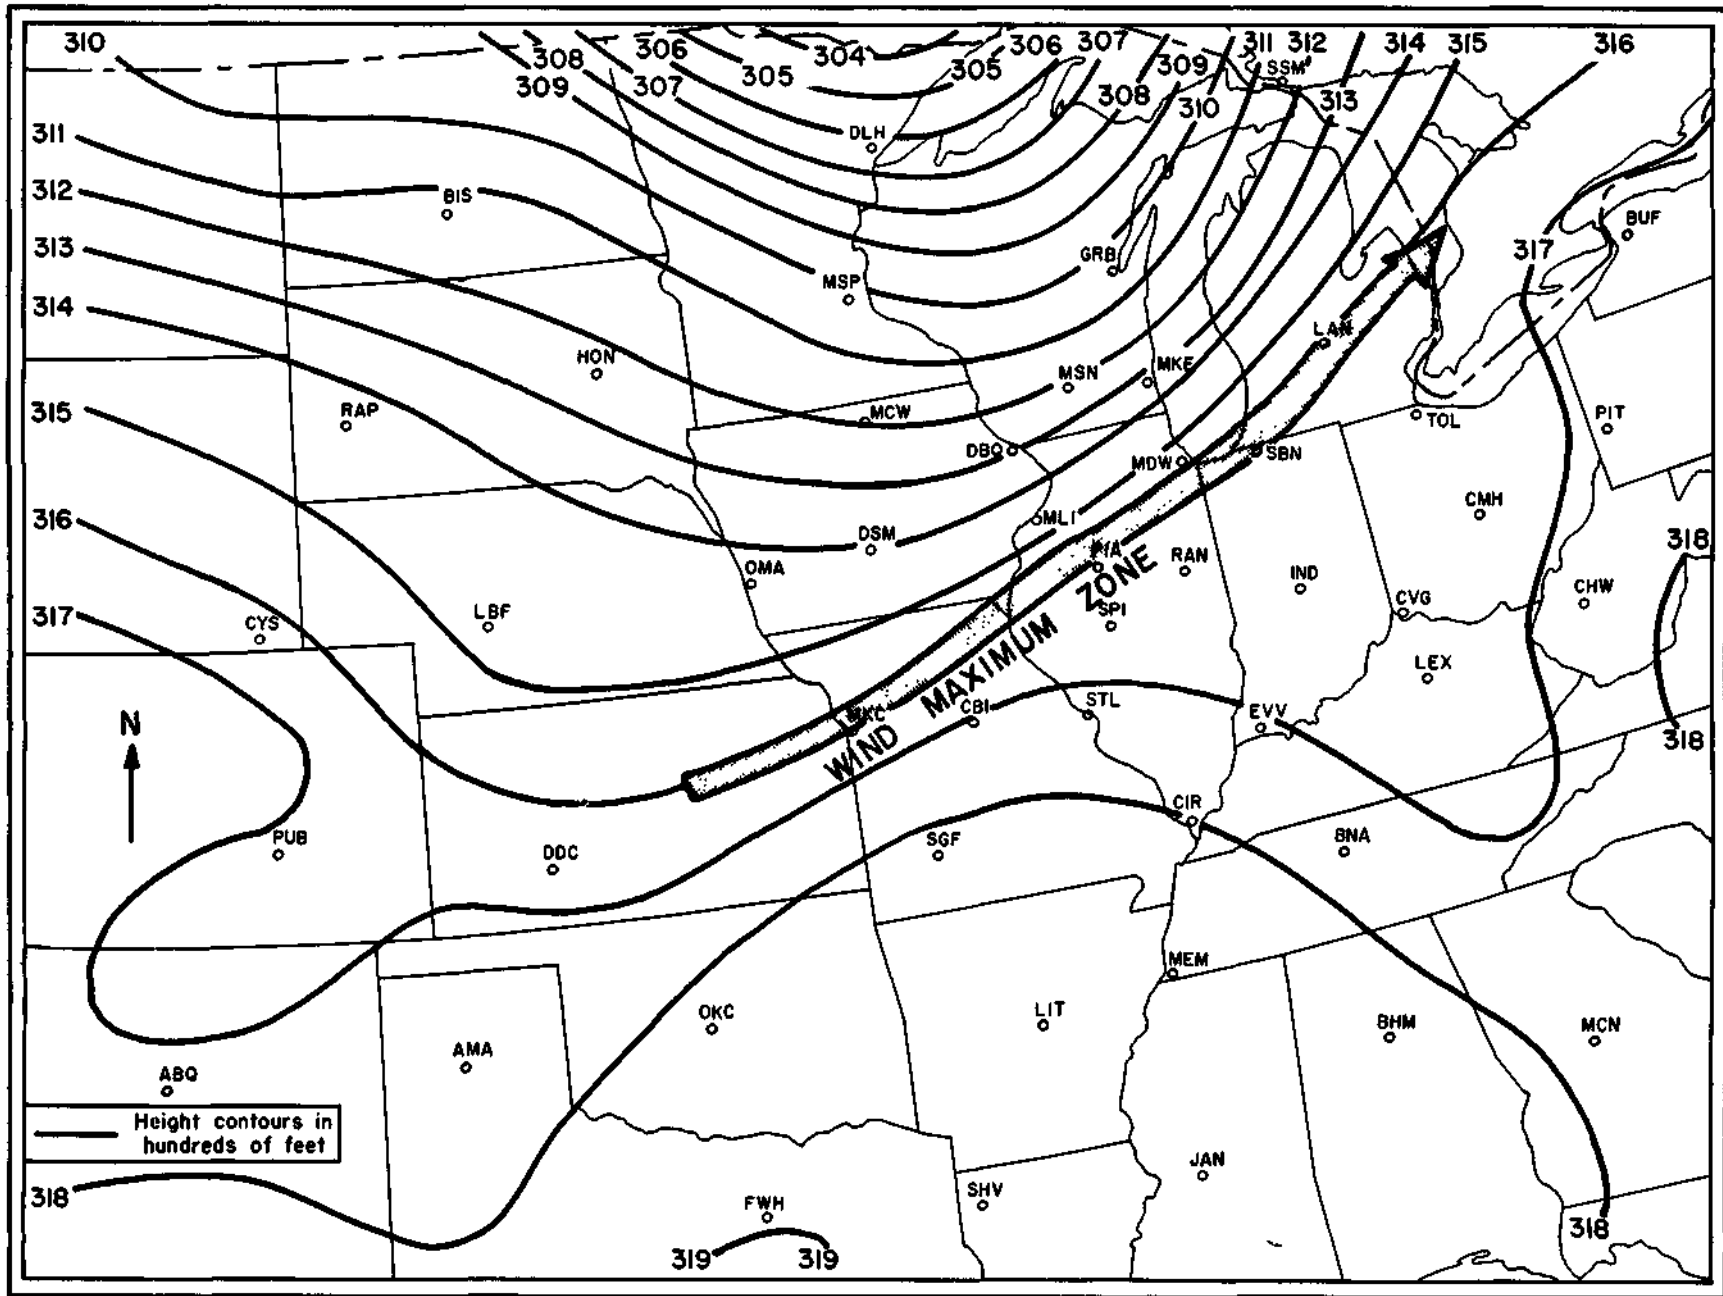 310
308
306
304
306
307
311
312
314
315
316
309
307
305
305
308
309
310
SSM
313
311
DLH
312
BIS
313
GRB
317
BUF
314
MSP
LAN
HON
MSN
MKE
315
RAP
MCW
TOL
PIT
DBQ
MDW
SBN
316
CMH
MLI
DSM
318
OMA
RAN
IND
CHW
317
CYS
LBF
SPI
CVG
LEX
N
MKC
CBI
STL
EVV
318
WIND MAXIMUM ZONE
PUB
DDC
SGF
CIR
BNA
MEM
OKC
LIT
BHM
MCN
AMA
ABQ
Height contours in
hundreds of feet
318
FWH
SHV
JAN
318
319
319